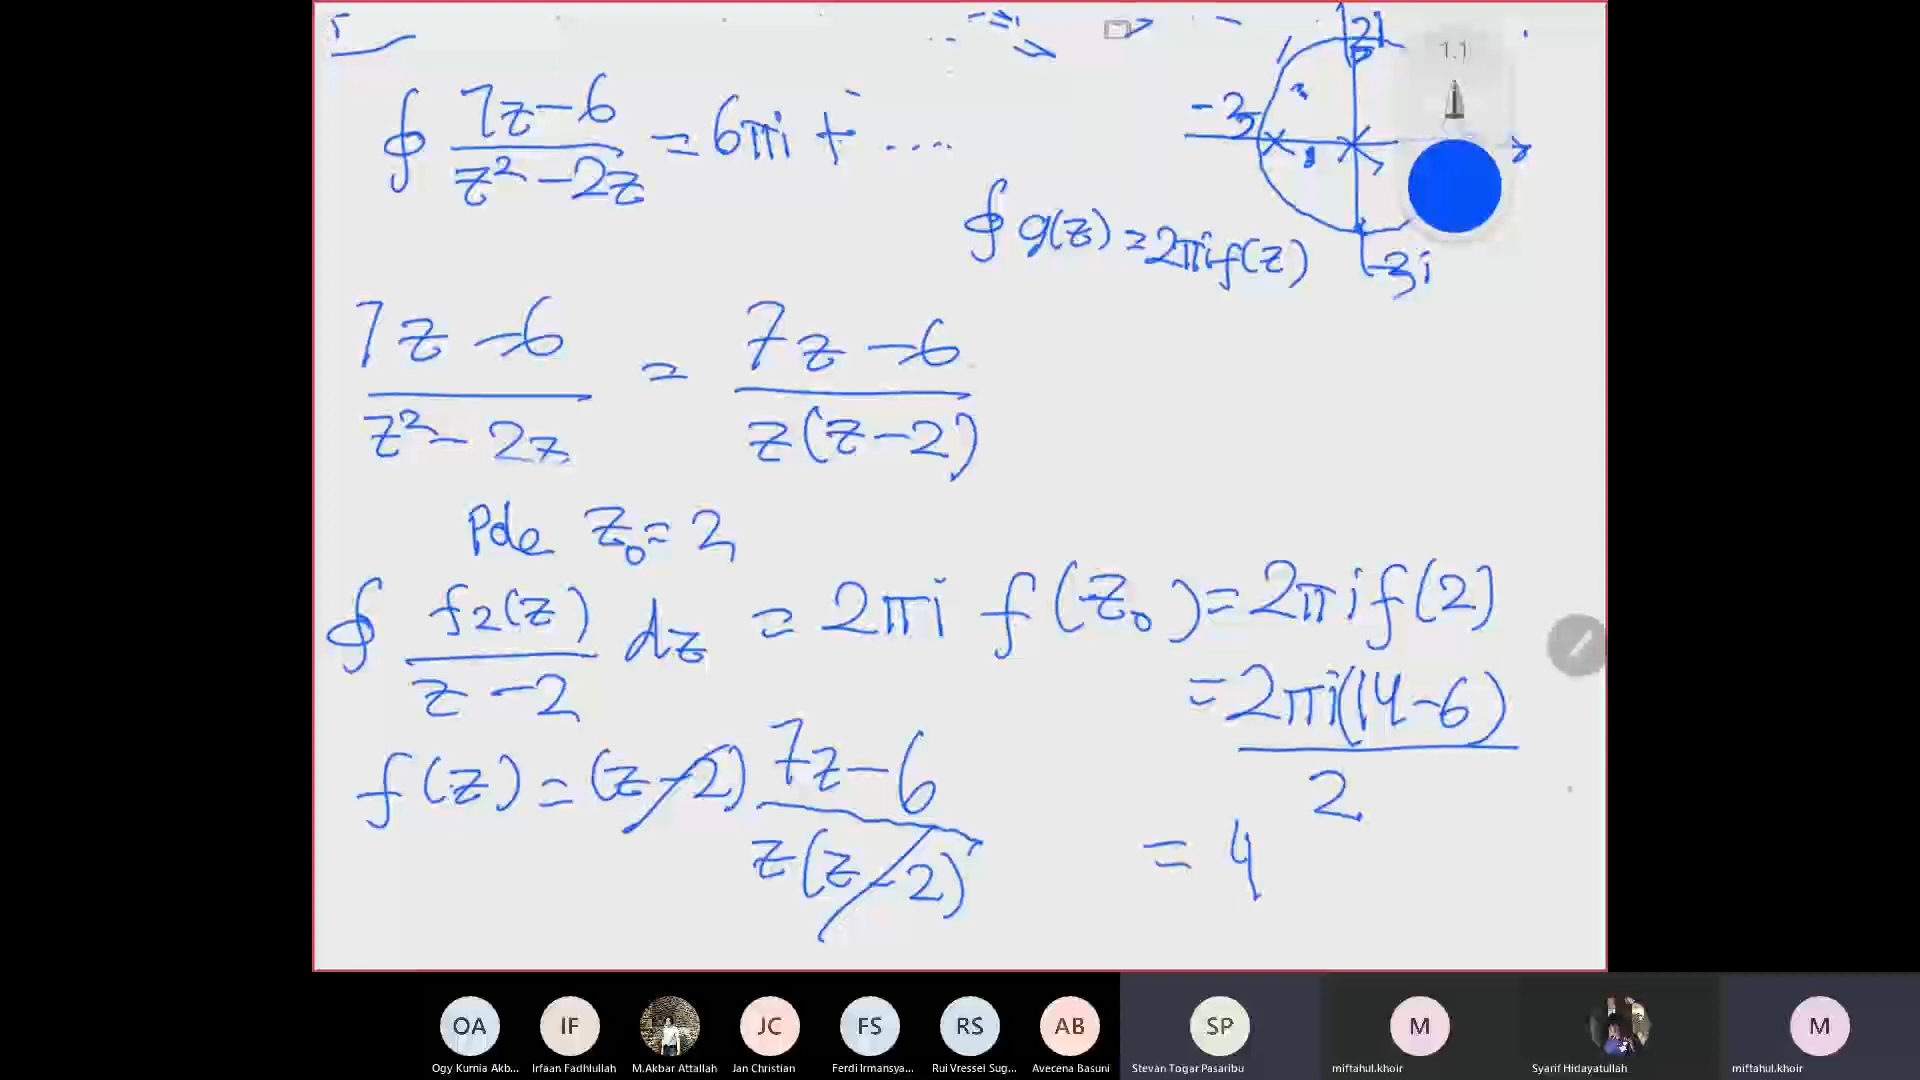 ∮ (7z-6)/(z²-2z) = 6πi + ....
-3
-3i
1.1
∮ g(z) = 2πi f(z)
(7z-6)/(z²-2z) = (7z-6)/(z(z-2))
Pole z₀ = 2
∮ f₂(z)/(z-2) dz = 2πi f(z₀) = 2πi f(2)
= 2πi(14-6)/2
f(z) = (z-2) (7z-6)/(z(z-2))
= 4
OA IF JC FS RS AB SP M M
Ogy Kurnia Akb... Irfaan Fadhlullah M.Akbar Attallah Jan Christian Ferdi Irmansya... Rui Vressel Sug... Avecena Basuni Stevan Togar Pasaribu miftahul.khoir Syarif Hidayatullah miftahul.khoir